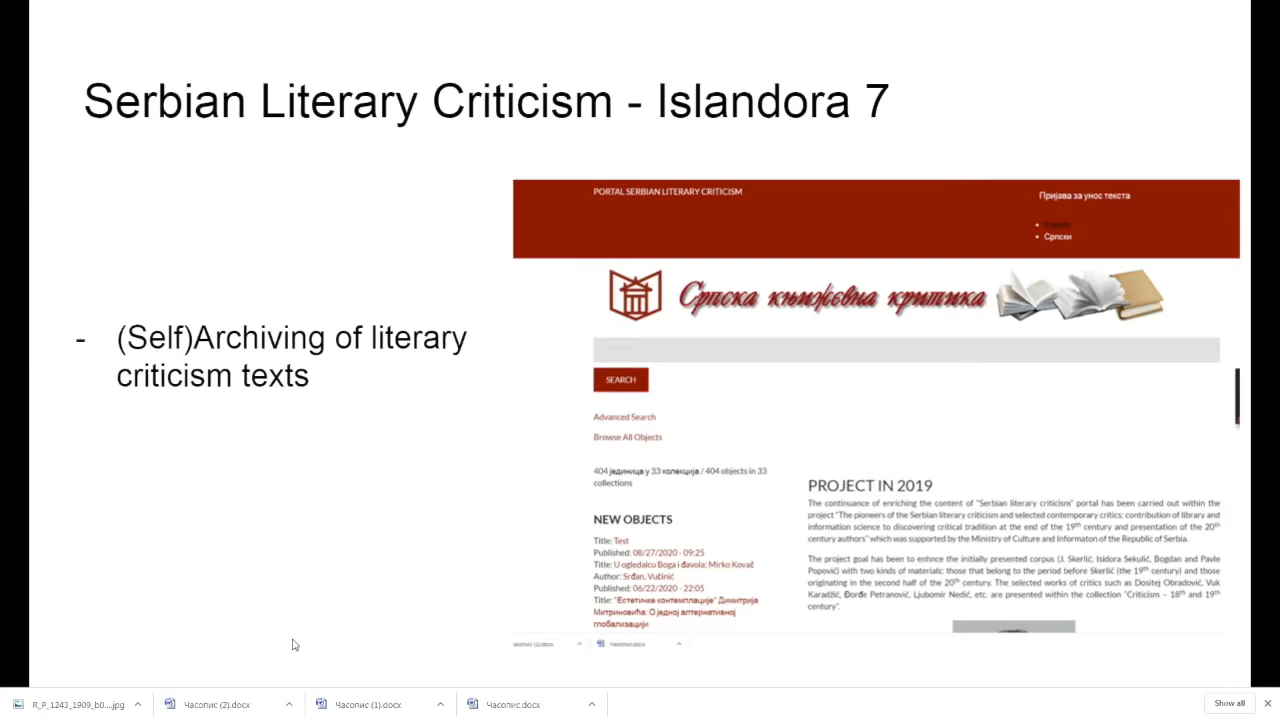 Serbian Literary Criticism - Islandora 7
- (Self)Archiving of literary
criticism texts
PORTAL SERBIAN LITERARY CRITICISM
Пријава за унос текста
English
Српски
Српска књижевна критика
SEARCH
Advanced Search
Browse All Objects
404 јединица у 33 колекција / 404 objects in 33
collections
NEW OBJECTS
Title: Test
Published: 08/27/2020 - 09:25
Title: U ogledalcu Boga i đavola: Mirko Kovač
Author: Srđan, Vučinić
Published: 06/22/2020 - 22:05
Title: "Естетичке контемплације" Димитрија
Митриновића: О једној алтернативној
глобализацији
PROJECT IN 2019
The continuance of enriching the content of "Serbian literary criticism" portal has been carried out within the
project "The pioneers of the Serbian literary criticism and selected contemporary critics: contribution of library and
information science to discovering critical tradition at the end of the 19th century and presentation of the 20th
century authors" which was supported by the Ministry of Culture and Informaton of the Republic of Serbia.
The project goal has been to enhnce the initially presented corpus (J. Skerlić, Isidora Sekulić, Bogdan and Pavle
Popović) with two kinds of materials: those that belong to the period before Skerlić (the 19th century) and those
originating in the second half of the 20th century. The selected works of critics such as Dositej Obradović, Vuk
Karadžić, Đorđe Petranović, Ljubomir Nedić, etc. are presented within the collection "Criticism – 18th and 19th
century".
часопис (1).docx
Часопис.docx
R_P_1243_1909_b0....jpg
Часопис (2).docx
Часопис (1).docx
Часопис.docx
Show all